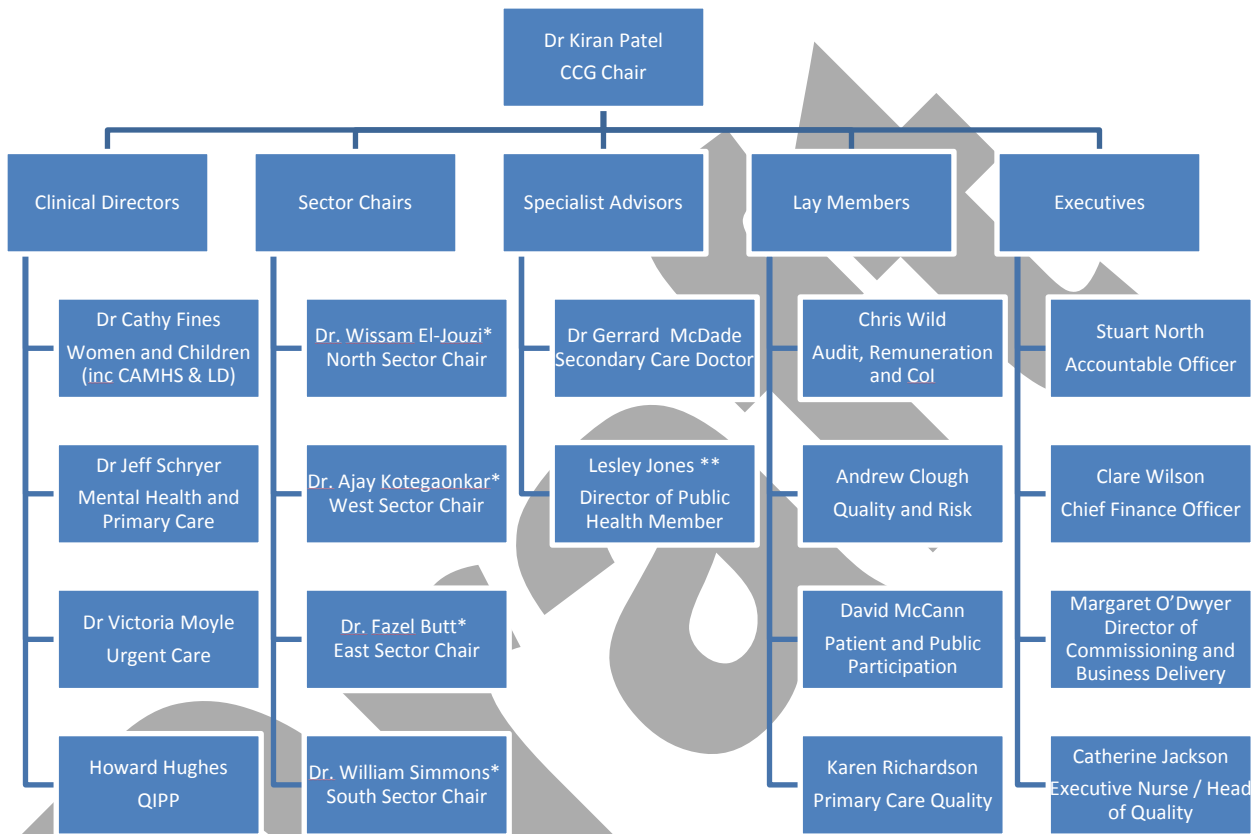 Dr Kiran Patel
CCG Chair
Clinical Directors
Sector Chairs
Specialist Advisors
Lay Members
Executives
Dr Cathy Fines
Women and Children
(inc CAMHS & LD)
Dr. Wissam El-Jouzi*
North Sector Chair
Dr Gerrard McDade
Secondary Care Doctor
Chris Wild
Audit, Remuneration
and CoI
Stuart North
Accountable Officer
Dr Jeff Schryer
Mental Health and
Primary Care
Dr. Ajay Kotegaonkar*
West Sector Chair
Lesley Jones **
Director of Public
Health Member
Andrew Clough
Quality and Risk
Clare Wilson
Chief Finance Officer
Dr Victoria Moyle
Urgent Care
Dr. Fazel Butt*
East Sector Chair
David McCann
Patient and Public
Participation
Margaret O’Dwyer
Director of
Commissioning and
Business Delivery
Howard Hughes
QIPP
Dr. William Simmons*
South Sector Chair
Karen Richardson
Primary Care Quality
Catherine Jackson
Executive Nurse / Head
of Quality